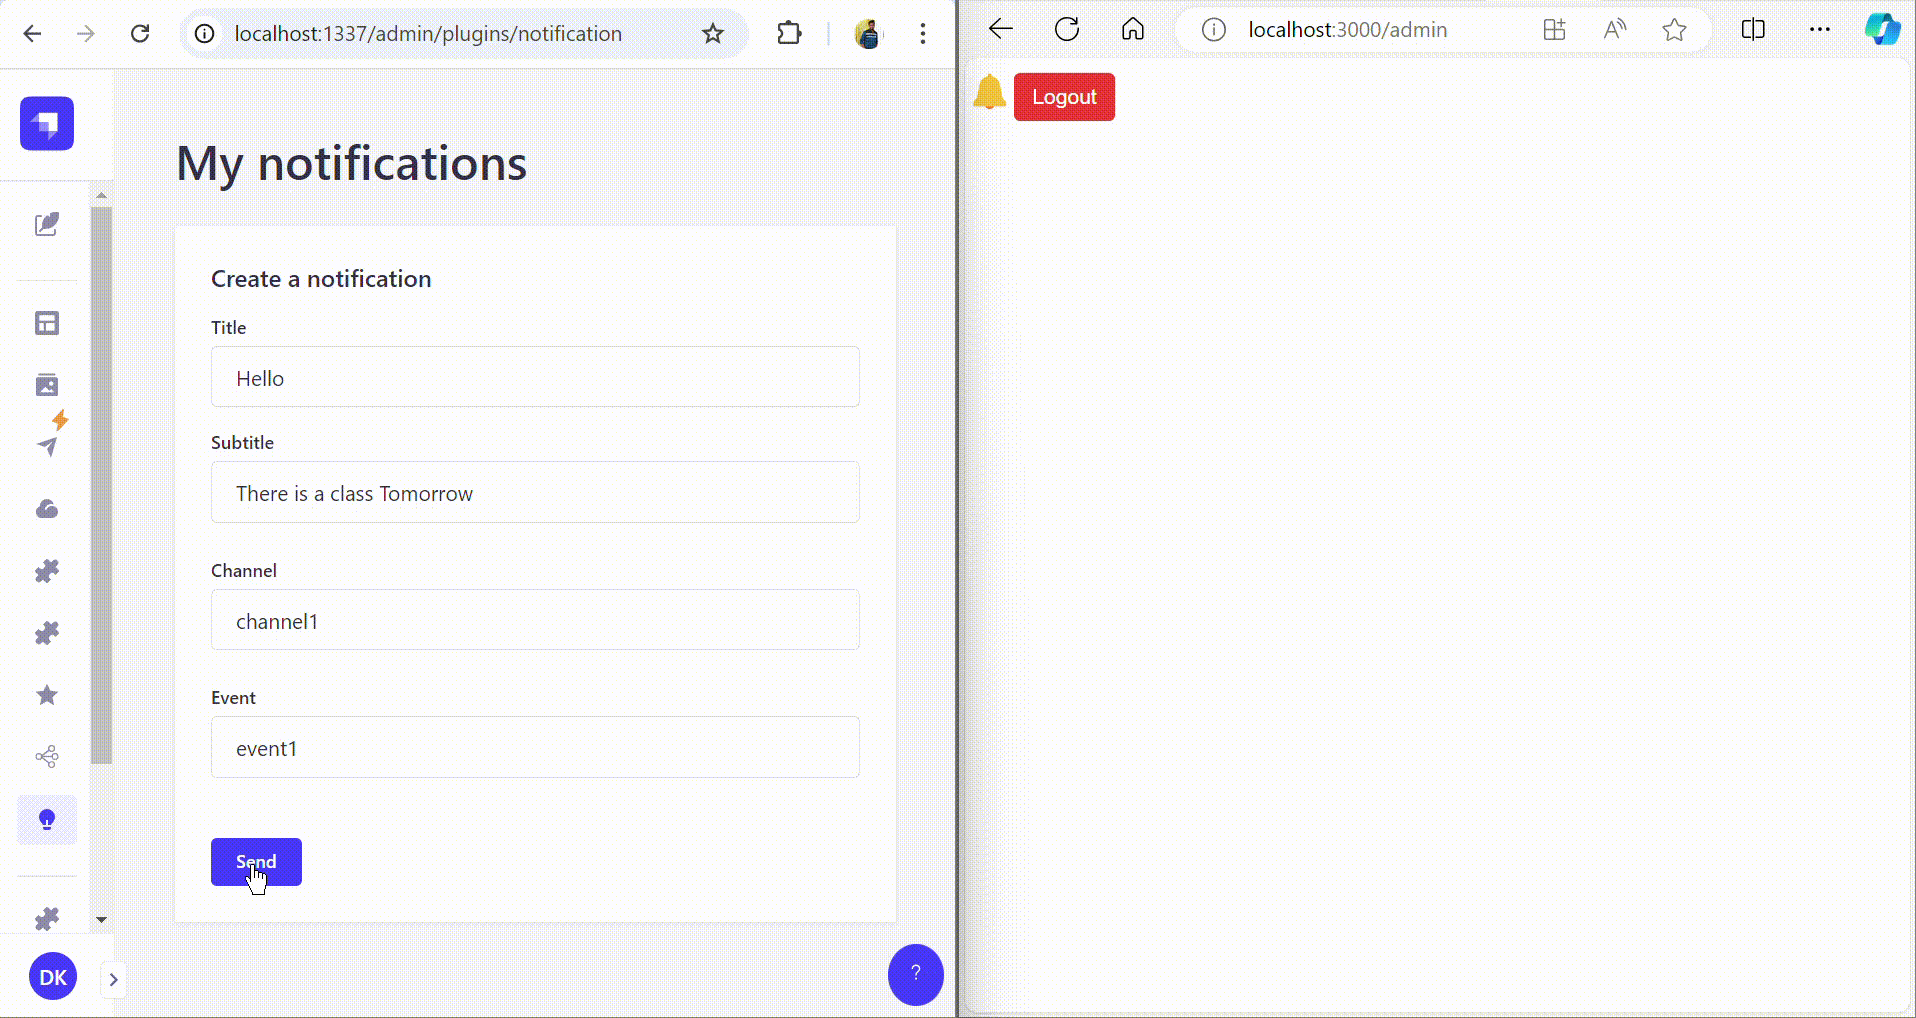 localhost:1337/admin/plugins/notification
localhost:3000/admin
Logout
My notifications
Create a notification
Title
Hello
Subtitle
There is a class Tomorrow
Channel
channel1
Event
event1
Send
DK
?